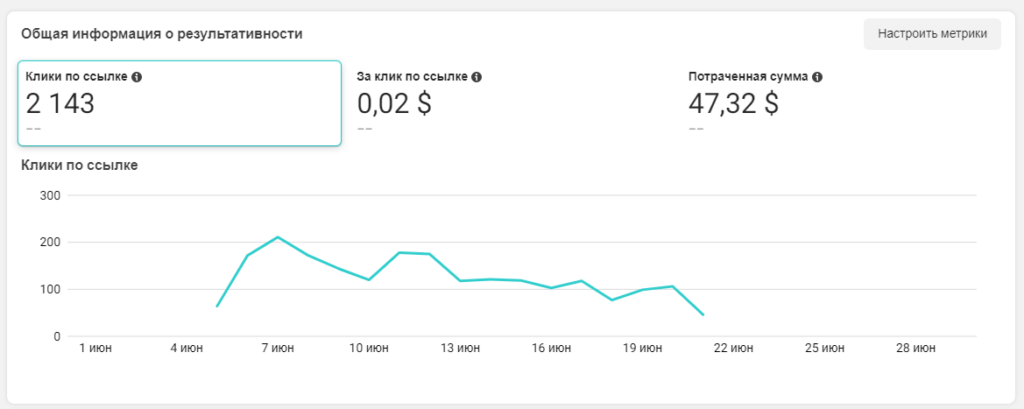 Общая информация о результативности
Настроить метрики
Клики по ссылке
2 143
--
За клик по ссылке
0,02 $
--
Потраченная сумма
47,32 $
--
Клики по ссылке
300
200
100
0
1 июн 4 июн 7 июн 10 июн 13 июн 16 июн 19 июн 22 июн 25 июн 28 июн